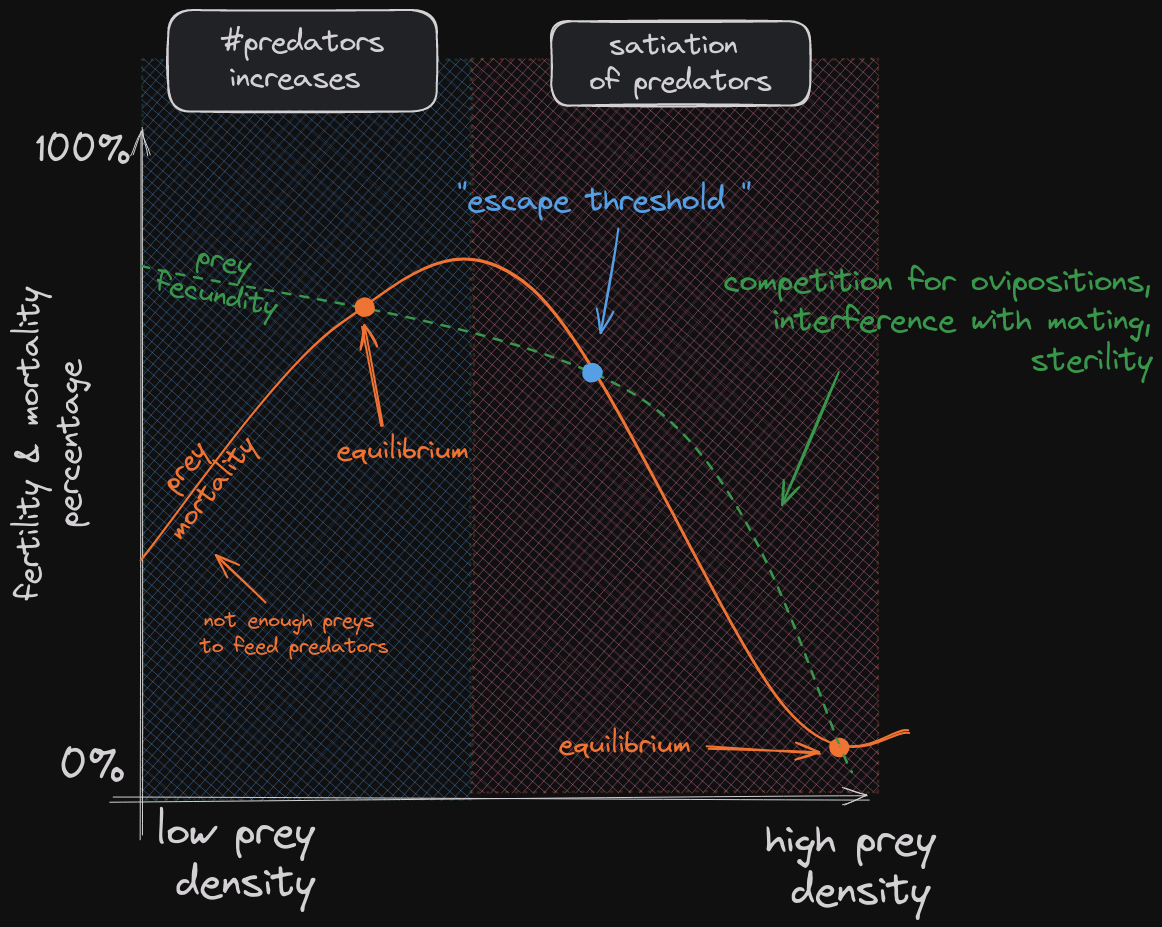 #predators
increases
satiation
of predators
100%
"escape threshold "
prey
fecundity
competition for ovipositions,
interference with mating,
sterility
fertility & mortality
percentage
equilibrium
prey
mortality
not enough preys
to feed predators
equilibrium
0%
low prey
density
high prey
density